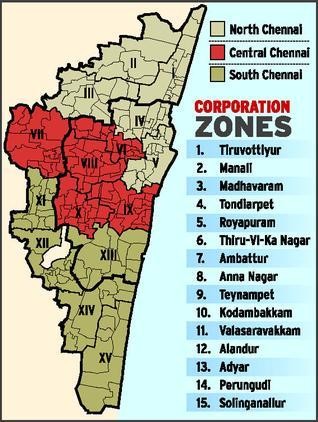 North Chennai
Central Chennai
South Chennai
CORPORATION
ZONES
1. Tiruvottiyur
2. Manali
3. Madhavaram
4. Tondiarpet
5. Royapuram
6. Thiru-Vi-Ka Nagar
7. Ambattur
8. Anna Nagar
9. Teynampet
10. Kodambakkam
11. Valasaravakkam
12. Alandur
13. Adyar
14. Perungudi
15. Solinganallur
II
III
IV
VII
VI
VIII
V
XI
X
IX
XII
XIII
XIV
XV